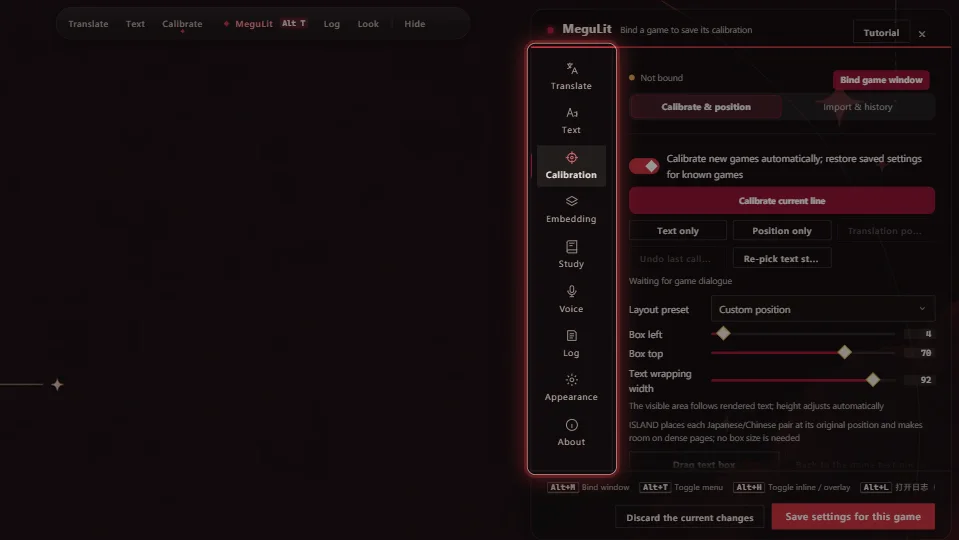 Translate Text Calibrate MeguLit Alt T Log Look Hide
MeguLit Bind a game to save its calibration Tutorial
Translate
Text
Calibration
Embedding
Study
Voice
Log
Appearance
About
Not bound Bind game window
Calibrate & position Import & history
Calibrate new games automatically; restore saved settings
for known games
Calibrate current line
Text only Position only Translation po...
Undo last cali... Re-pick text st...
Waiting for game dialogue
Layout preset Custom position
Box left 4
Box top 70
Text wrapping
width 92
The visible area follows rendered text; height adjusts automatically
ISLAND places each Japanese/Chinese pair at its original position and makes
room on dense pages; no box size is needed
Drag text box
Alt+M Bind window Alt+T Toggle menu Alt+H Toggle inline / overlay Alt+L 打开日志
Discard the current changes Save settings for this game